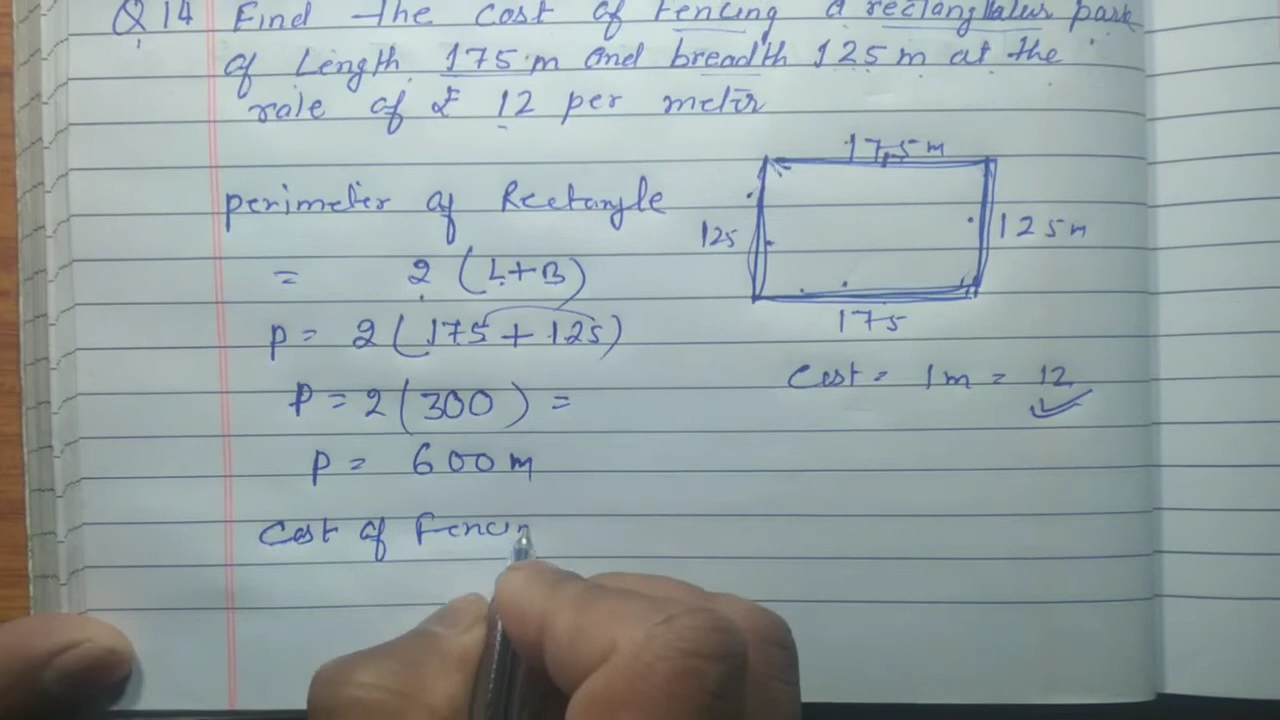 Q 14 Find the cost of Fencing a rectangular park
of Length 175 m and breadth 125 m at the
rate of ₹ 12 per meter
175 m
perimeter of Rectangle
125
125 m
= 2 (L+B)
175
P = 2 (175 + 125)
Cost = 1m = 12
P = 2 (300) =
P = 600 m
Cost of Fencin